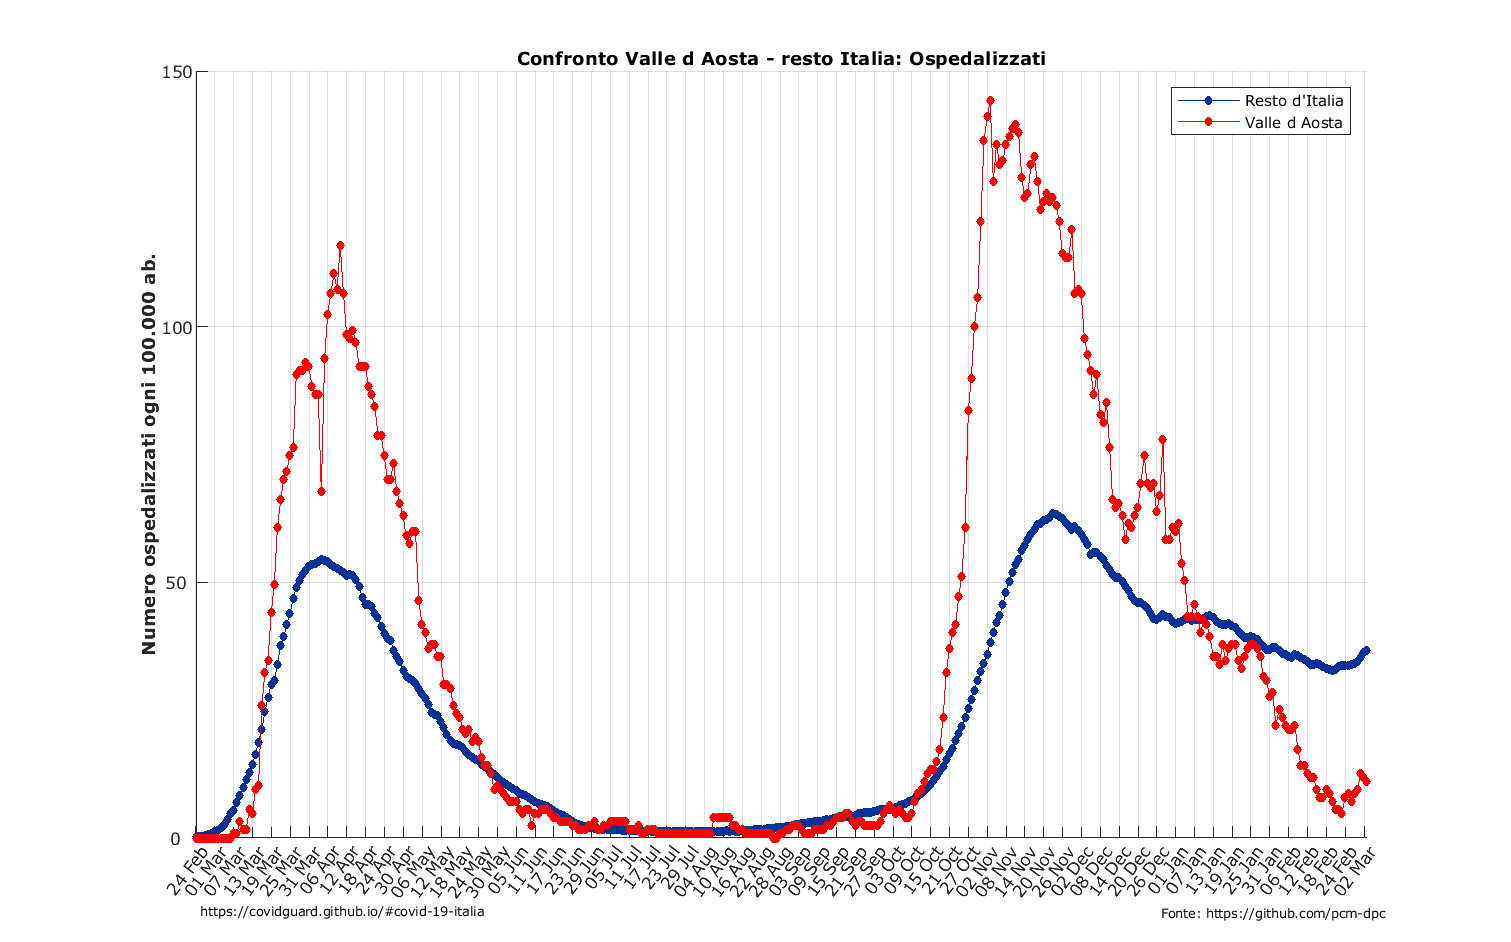 Confronto Valle d Aosta - resto Italia: Ospedalizzati
Resto d'Italia
Valle d Aosta
Numero ospedalizzati ogni 100.000 ab.
150
100
50
0
24 Feb
01 Mar
07 Mar
13 Mar
19 Mar
25 Mar
31 Mar
06 Apr
12 Apr
18 Apr
24 Apr
30 Apr
06 May
12 May
18 May
24 May
30 May
05 Jun
11 Jun
17 Jun
23 Jun
29 Jun
05 Jul
11 Jul
17 Jul
23 Jul
29 Jul
04 Aug
10 Aug
16 Aug
22 Aug
28 Aug
03 Sep
09 Sep
15 Sep
21 Sep
27 Sep
03 Oct
09 Oct
15 Oct
21 Oct
27 Oct
02 Nov
08 Nov
14 Nov
20 Nov
26 Nov
02 Dec
08 Dec
14 Dec
20 Dec
26 Dec
01 Jan
07 Jan
13 Jan
19 Jan
25 Jan
31 Jan
06 Feb
12 Feb
18 Feb
24 Feb
02 Mar
https://covidguard.github.io/#covid-19-italia
Fonte: https://github.com/pcm-dpc